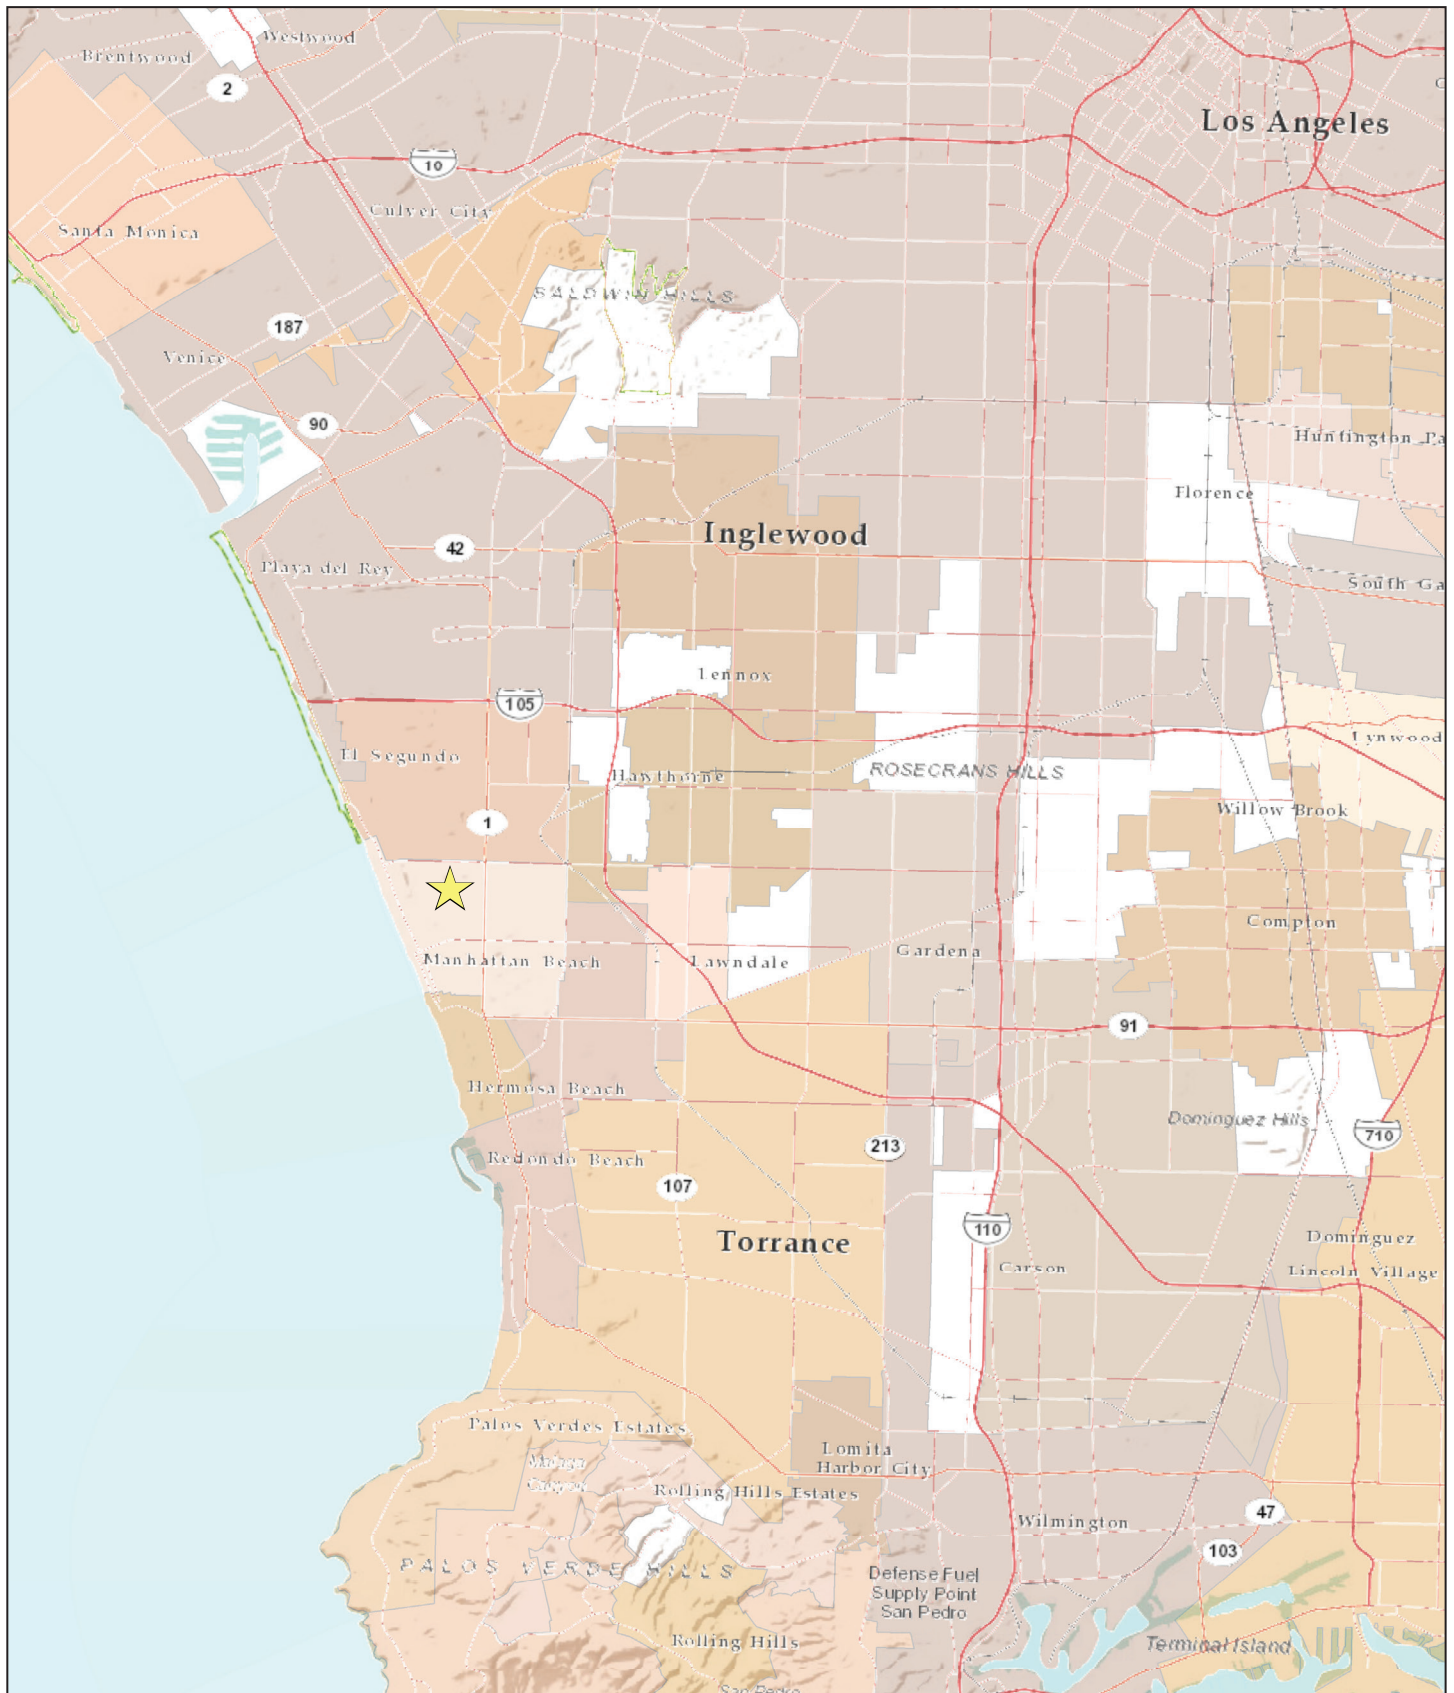 Westwood
Brentwood
2
Los Angeles
10
Culver City
Santa Monica
BALDWIN HILLS
187
Venice
90
Huntington Pa
Florence
Inglewood
42
Playa del Rey
South Ga
Lennox
105
Lynwood
El Segundo
ROSECRANS HILLS
Hawthorne
Willow Brook
1
Compton
Gardena
Manhattan Beach
Lawndale
91
Hermosa Beach
Dominguez Hills
710
213
Redondo Beach
107
110
Torrance
Dominguez
Carson
Lincoln Village
Palos Verdes Estates
Lomita
Harbor City
Malaga
Canyon
Rolling Hills Estates
47
Wilmington
103
PALOS VERDE HILLS
Defense Fuel
Supply Point
San Pedro
Rolling Hills
Terminal Island
San Pedro